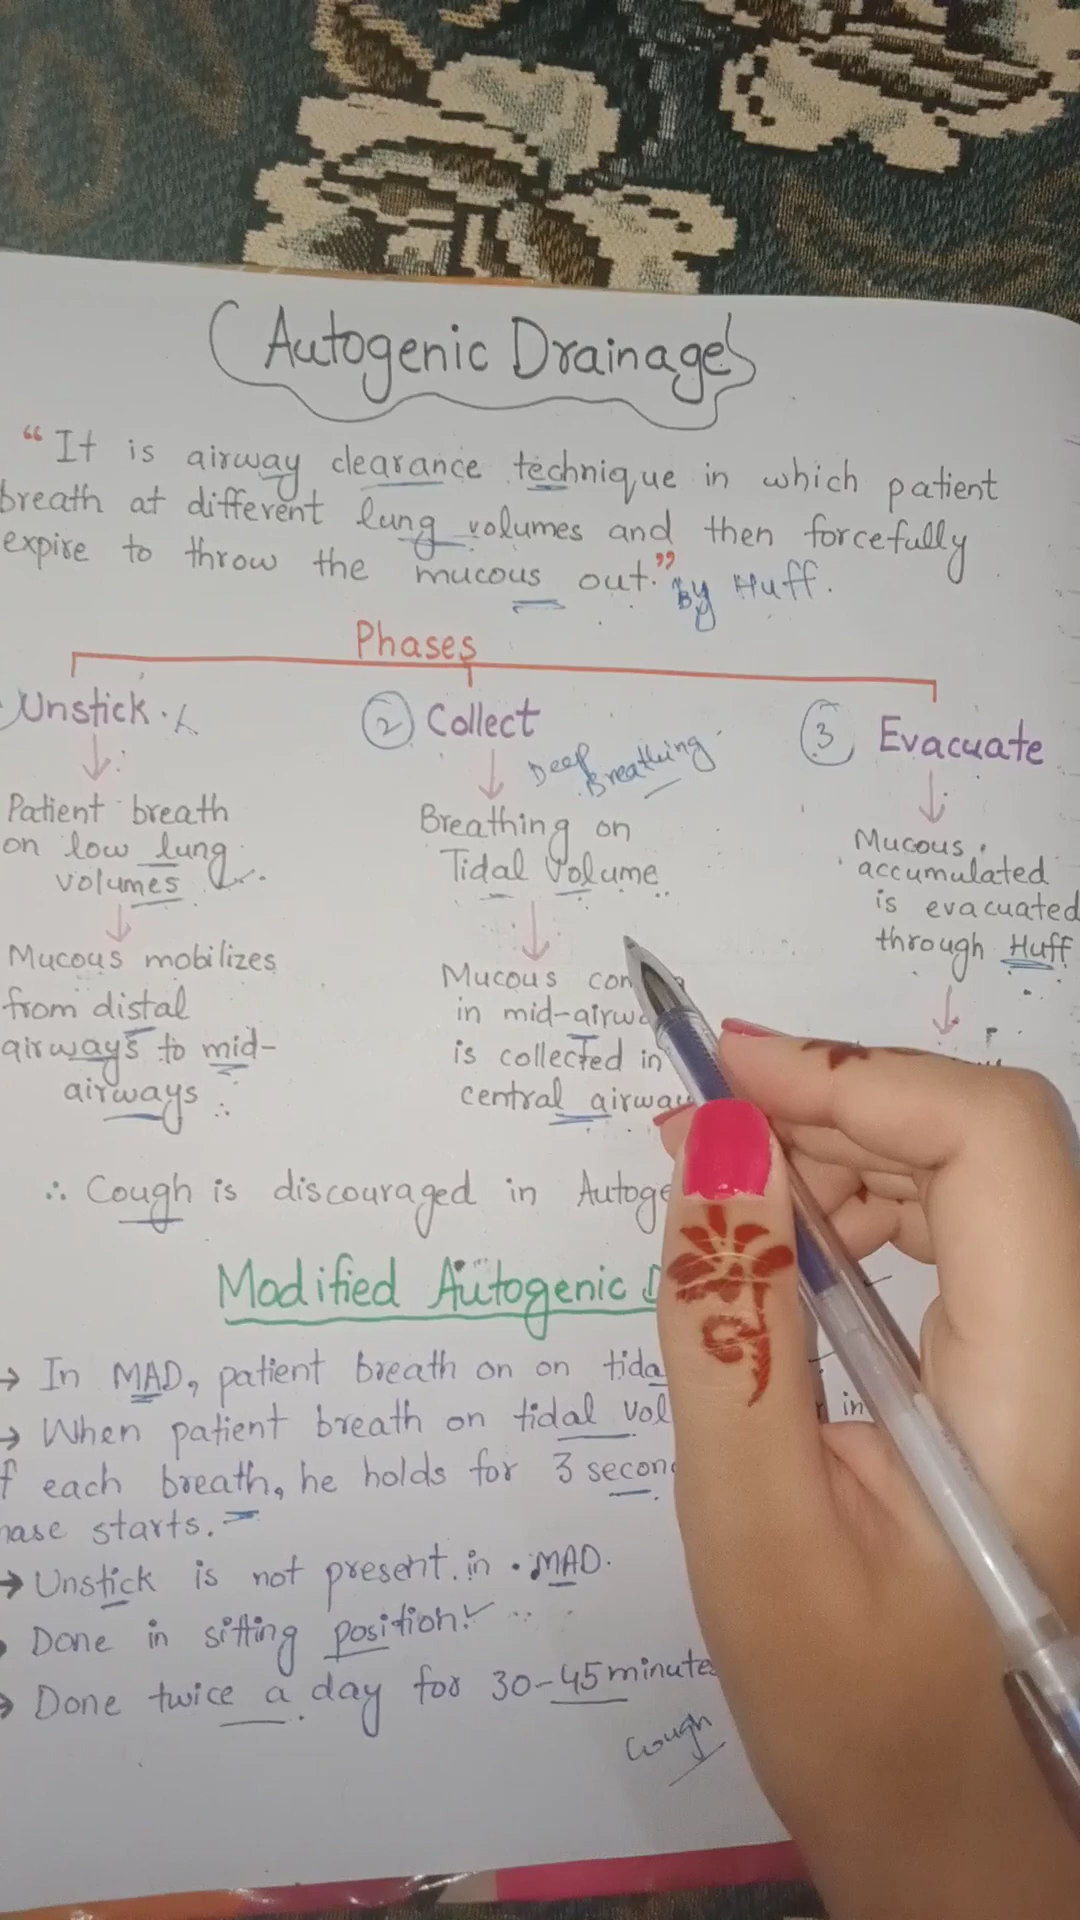 Autogenic Drainage
“It is airway clearance technique in which patient
breath at different lung volumes and then forcefully
expire to throw the mucous out.” By Huff.
Phases
Unstick.
Patient breath
on low lung
volumes
Mucous mobilizes
from distal
airways to mid-
airways
2 Collect
Deep
Breathing
Breathing on
Tidal Volume
Mucous
in mid-
is collected in
central
3 Evacuate
Mucous
accumulated
is evacuated
through Huff
∴ Cough is discouraged in
Modified Autogenic
→ In MAD, patient breath on on
→ When patient breath on tidal
each breath, he holds for 3
starts.
→ Unstick is not present in MAD.
Done in sitting position.
→ Done twice a day for 30-45
Cough